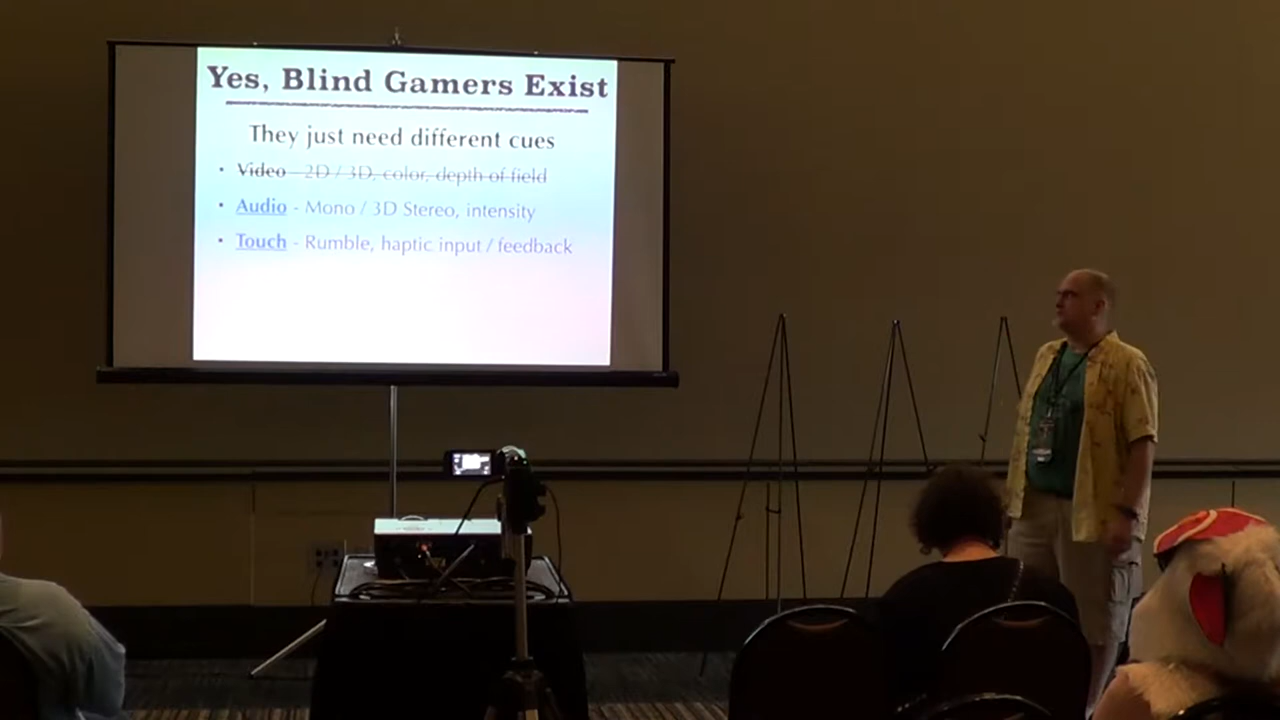 Yes, Blind Gamers Exist
They just need different cues
• Video - 2D / 3D, color, depth of field
• Audio - Mono / 3D Stereo, intensity
• Touch - Rumble, haptic input / feedback